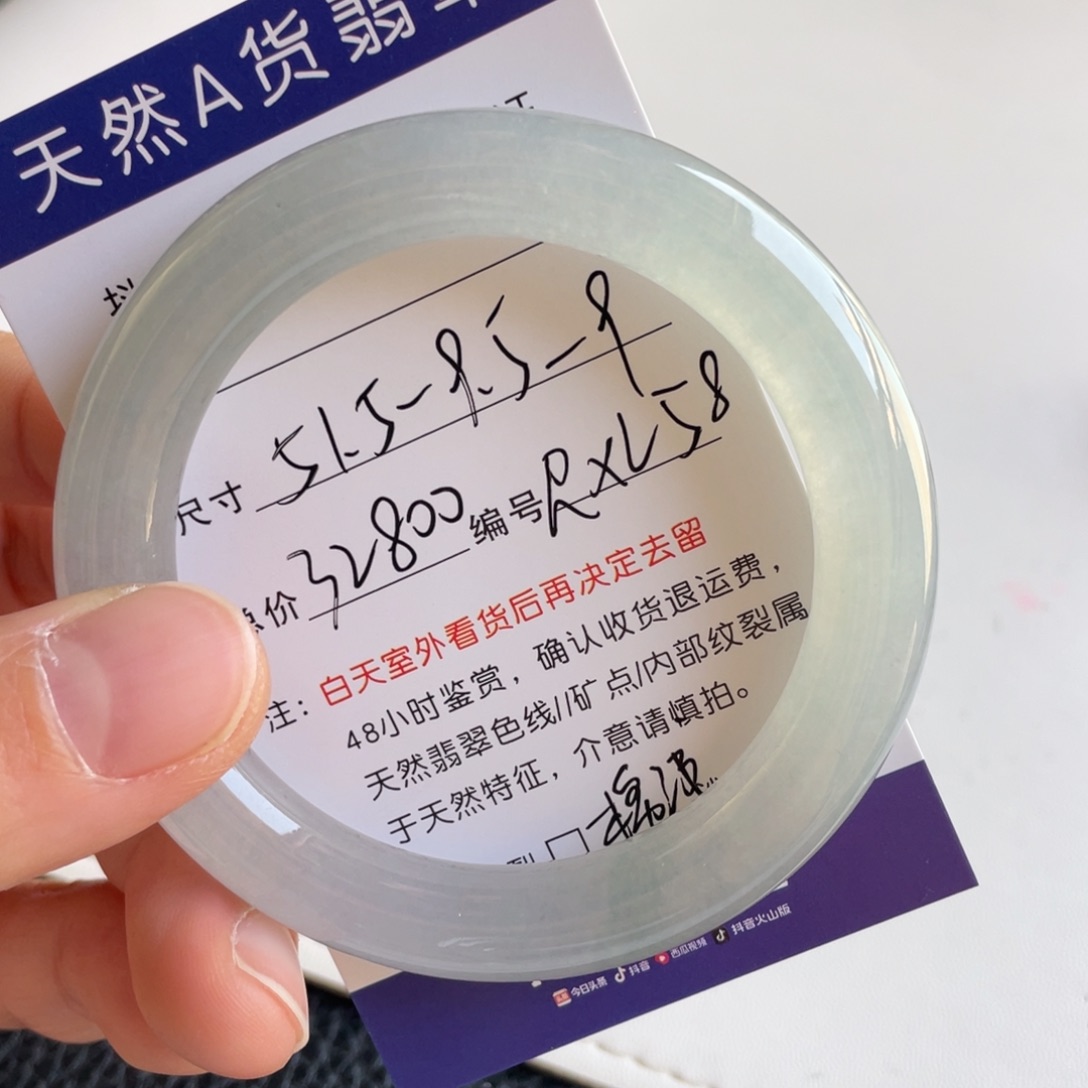 天然A货翡
尺寸 51.5-9.5-9
总价 32800 编号 RXL58
注：白天室外看货后再决定去留
48小时鉴赏，确认收货退运费，
天然翡翠色线//矿点/内部纹裂属
于天然特征，介意请慎拍。
今日头条 抖音 西瓜视频 抖音火山版